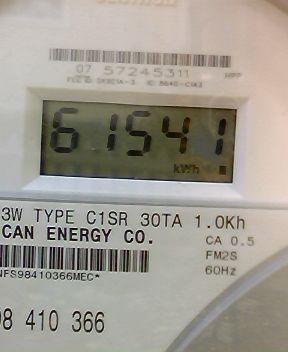 07 57245311
61541
kWh
3W TYPE C1SR 30TA 1.0Kh
CAN ENERGY CO.
CA 0.5
FM2S
60Hz
NFS98410366MEC*
98 410 366